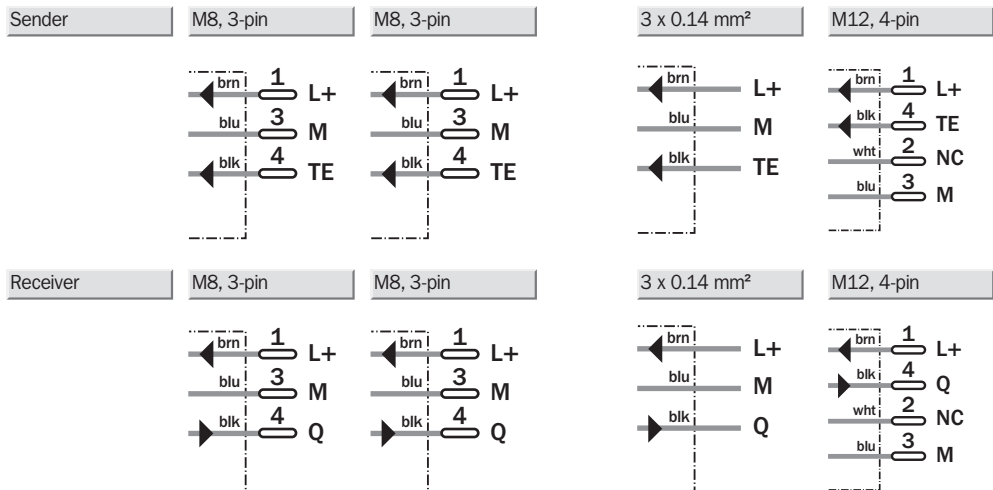 Sender M8, 3-pin M8, 3-pin 3 x 0.14 mm² M12, 4-pin
brn 1 L+
blu 3 M
blk 4 TE
brn 1 L+
blu 3 M
blk 4 TE
brn L+
blu M
blk TE
brn 1 L+
blk 4 TE
wht 2 NC
blu 3 M
Receiver M8, 3-pin M8, 3-pin 3 x 0.14 mm² M12, 4-pin
brn 1 L+
blu 3 M
blk 4 Q
brn 1 L+
blu 3 M
blk 4 Q
brn L+
blu M
blk Q
brn 1 L+
blk 4 Q
wht 2 NC
blu 3 M